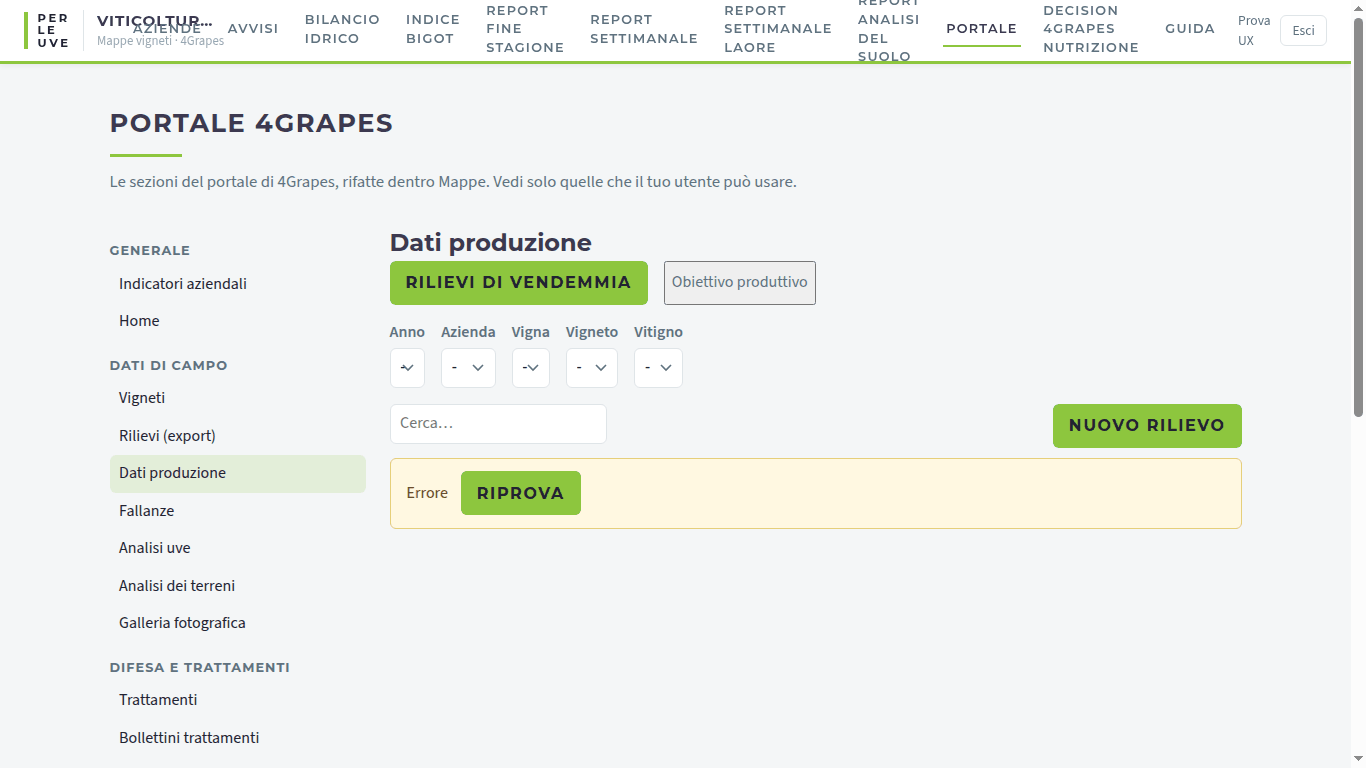 PER
LE
UVE
VITICOLTUR...
Mappe vigneti · 4Grapes
AZIENDE
AVVISI
BILANCIO
IDRICO
INDICE
BIGOT
REPORT
FINE
STAGIONE
REPORT
SETTIMANALE
REPORT
SETTIMANALE
LAORE
REPORT
ANALISI
DEL
SUOLO
PORTALE
DECISION
4GRAPES
NUTRIZIONE
GUIDA
Prova
UX
Esci
PORTALE 4GRAPES
Le sezioni del portale di 4Grapes, rifatte dentro Mappe. Vedi solo quelle che il tuo utente può usare.
GENERALE
Indicatori aziendali
Home
DATI DI CAMPO
Vigneti
Rilievi (export)
Dati produzione
Fallanze
Analisi uve
Analisi dei terreni
Galleria fotografica
DIFESA E TRATTAMENTI
Trattamenti
Bollettini trattamenti
Dati produzione
RILIEVI DI VENDEMMIA
Obiettivo produttivo
Anno Azienda Vigna Vigneto Vitigno
- - - - -
Cerca...
NUOVO RILIEVO
Errore
RIPROVA